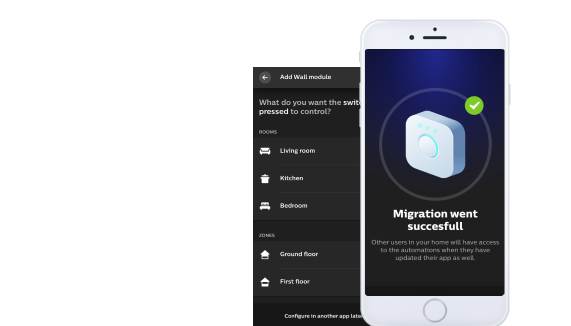 Add Wall module
What do you want the swit
pressed to control?
ROOMS
Living room
Kitchen
Bedroom
ZONES
Ground floor
First floor
Configure in another app late
Migration went
succesfull
Other users in your home will have access
to the automations when they have
updated their app as well.